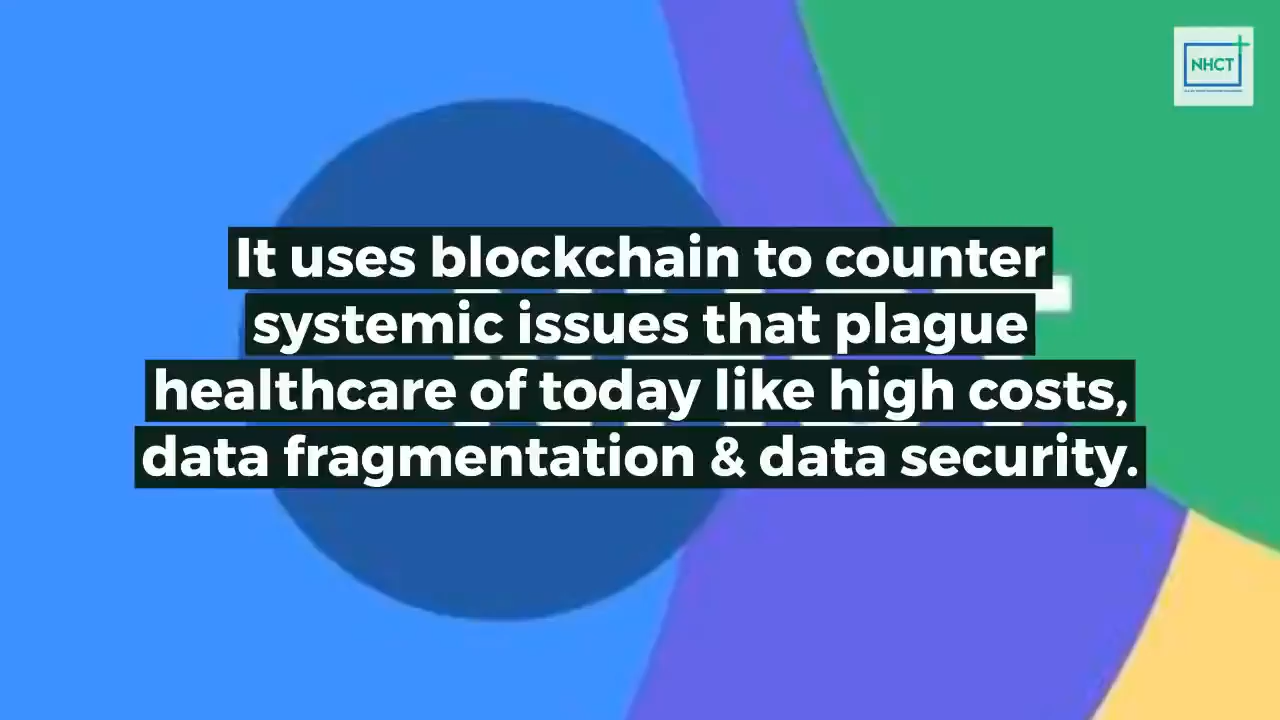 NHCT
It uses blockchain to counter
systemic issues that plague
healthcare of today like high costs,
data fragmentation & data security.